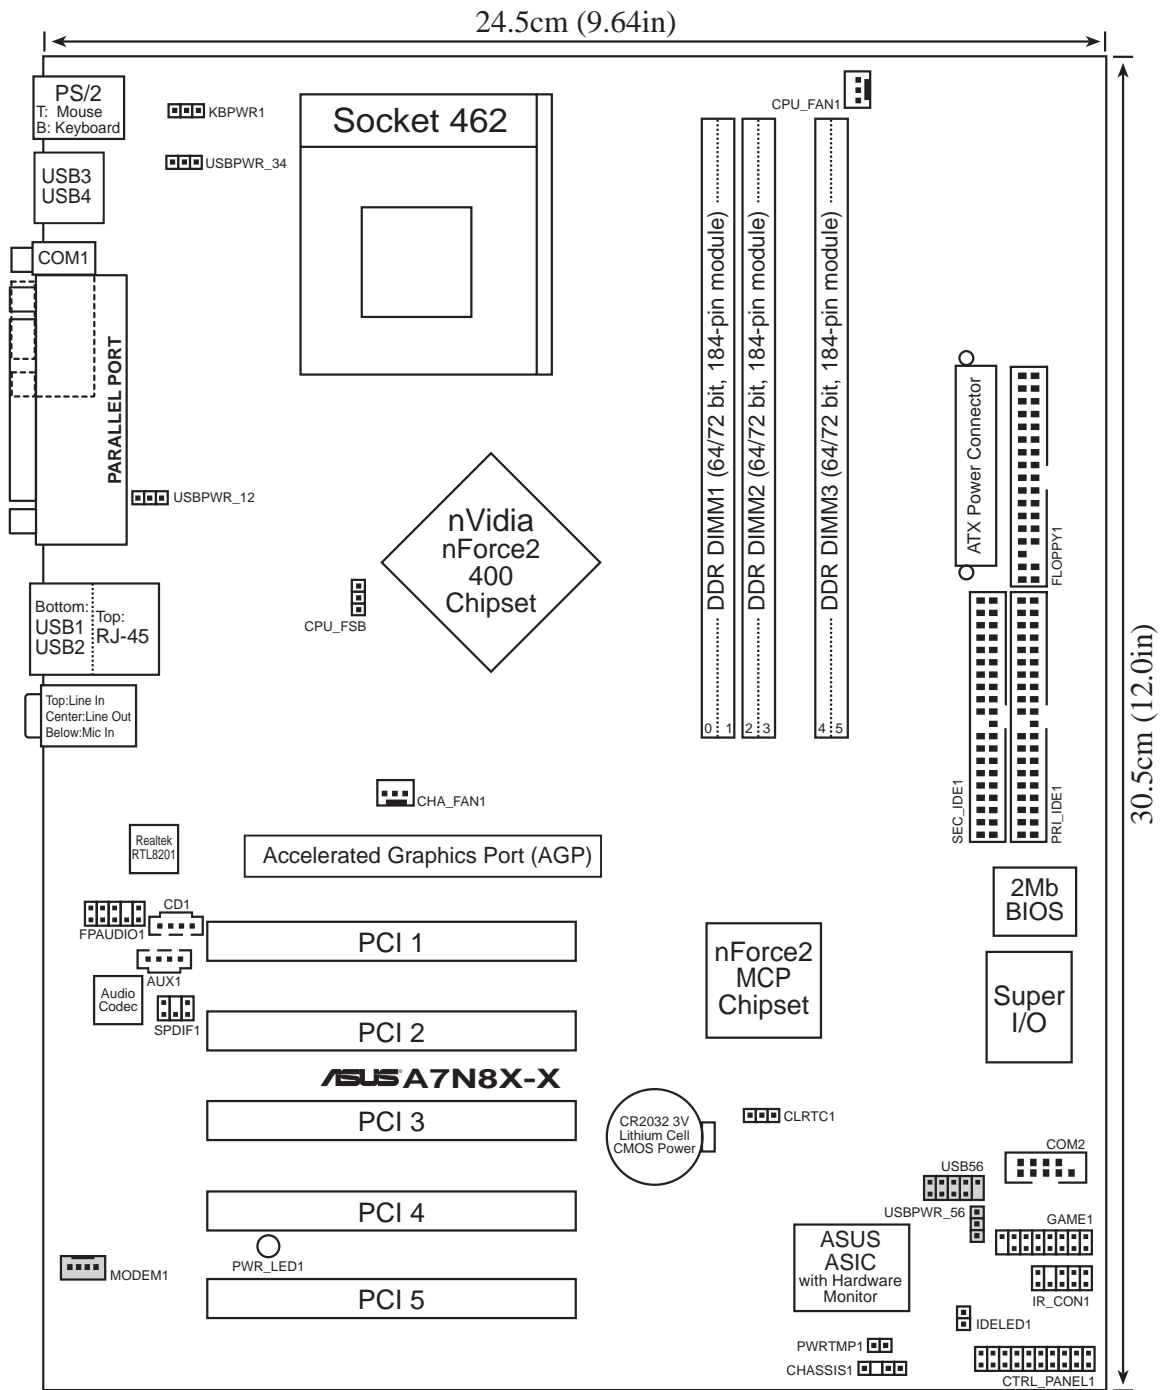 24.5cm (9.64in)
PS/2
T: Mouse
B: Keyboard
KBPWR1
Socket 462
CPU_FAN1
USBPWR_34
USB3
USB4
COM1
PARALLEL PORT
USBPWR_12
nVidia
nForce2
400
Chipset
CPU_FSB
DDR DIMM1 (64/72 bit, 184-pin module)
DDR DIMM2 (64/72 bit, 184-pin module)
DDR DIMM3 (64/72 bit, 184-pin module)
0 1
2 3
4 5
ATX Power Connector
FLOPPY1
30.5cm (12.0in)
Bottom:
USB1
USB2
Top:
RJ-45
Top:Line In
Center:Line Out
Below:Mic In
SEC_IDE1
PRI_IDE1
CHA_FAN1
Realtek
RTL8201
Accelerated Graphics Port (AGP)
2Mb
BIOS
CD1
FPAUDIO1
PCI 1
AUX1
nForce2
MCP
Chipset
Super
I/O
Audio
Codec
SPDIF1
PCI 2
ASUS A7N8X-X
PCI 3
CR2032 3V
Lithium Cell
CMOS Power
CLRTC1
COM2
USB56
PCI 4
USBPWR_56
GAME1
ASUS
ASIC
with Hardware
Monitor
PWR_LED1
MODEM1
IR_CON1
PCI 5
IDELED1
PWRTMP1
CHASSIS1
CTRL_PANEL1